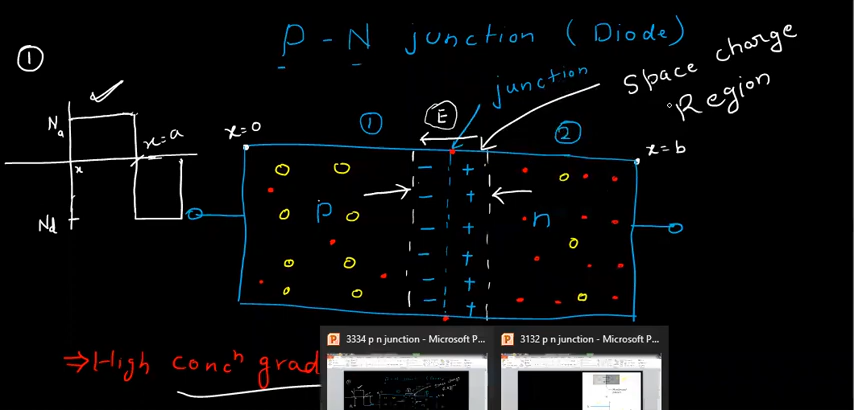 P - N junction (Diode)
①
junction
Space charge
Region
E
① ②
Na
x=a
x=0
x=b
x
Nd
p
n
- +
- +
- +
- +
- +
- +
⇒ High concn grad
3334 p n junction - Microsoft P...
3132 p n junction - Microsoft P...